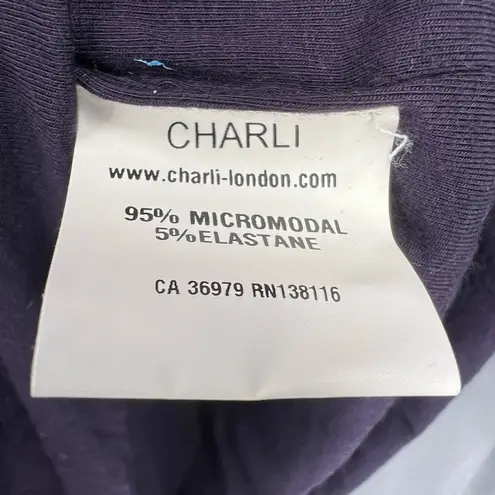 CHARLI
www.charli-london.com
95% MICROMODAL
5%ELASTANE
CA 36979 RN138116